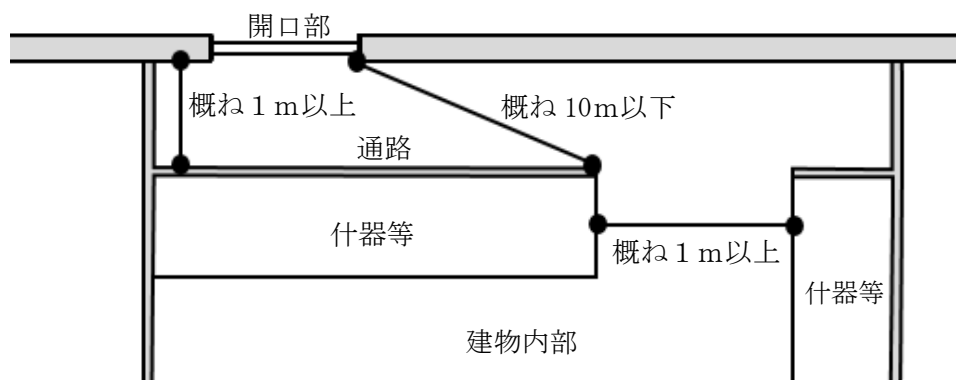 開口部
概ね１ｍ以上
概ね 10ｍ以下
通路
什器等
概ね１ｍ以上
什器等
建物内部